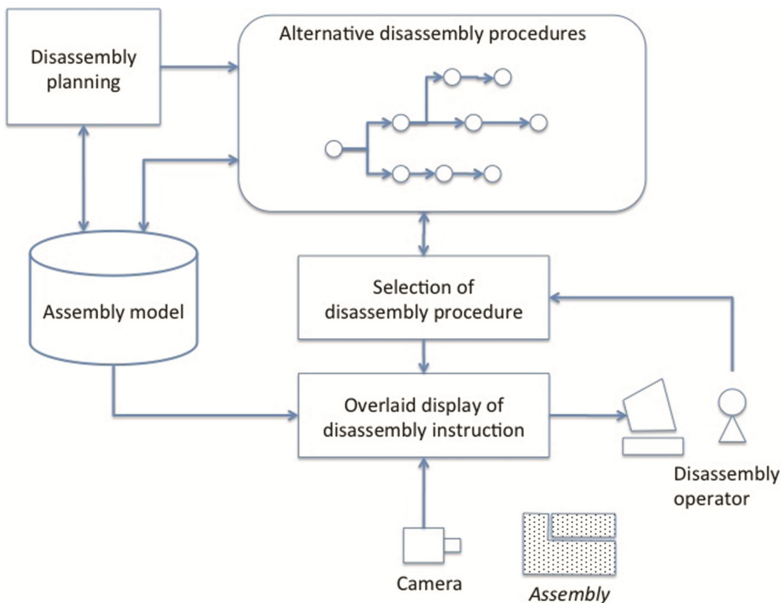 Disassembly
planning
Alternative disassembly procedures
Assembly model
Selection of
disassembly procedure
Overlaid display of
disassembly instruction
Disassembly
operator
Camera
Assembly